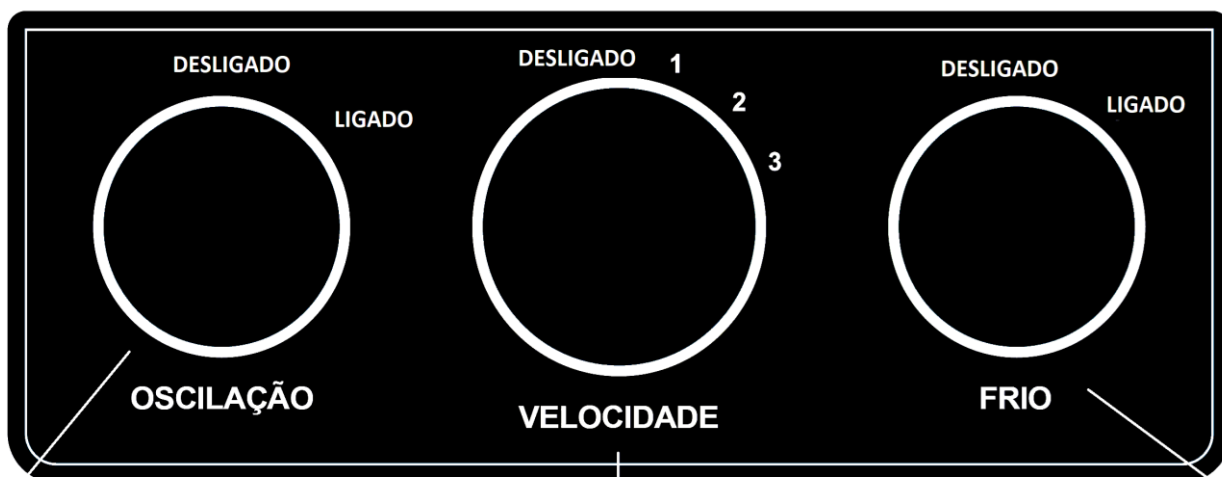 DESLIGADO
LIGADO
OSCILAÇÃO
DESLIGADO
1
2
3
VELOCIDADE
DESLIGADO
LIGADO
FRIO